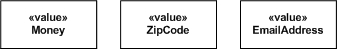 «value»
Money
«value»
ZipCode
«value»
EmailAddress